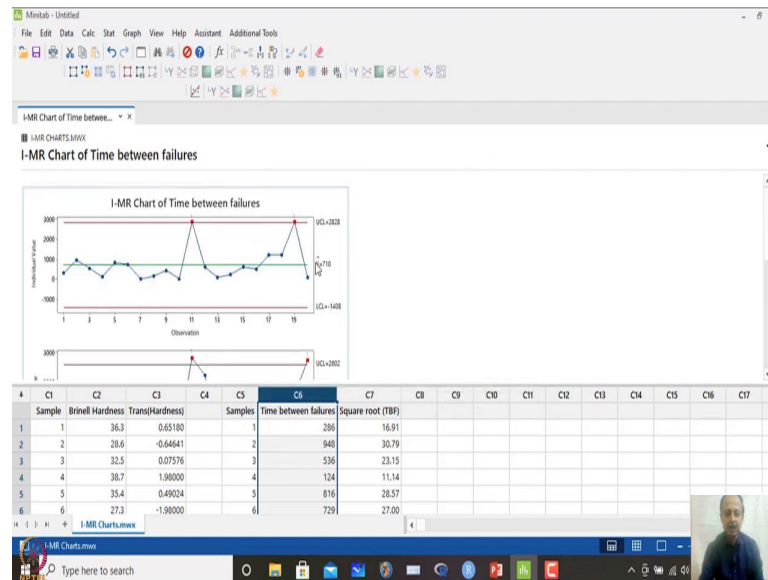 Minitab - Untitled
File Edit Data Calc Stat Graph View Help Assistant Additional Tools
I-MR Chart of Time betwee...
I-MR CHARTS.MWX
I-MR Chart of Time between failures
I-MR Chart of Time between failures
3000
2000
1000
0
-1000
Individual Value
UCL=2828
X=710
LCL=-1408
1 3 5 7 9 11 13 15 17 19
Observation
3000
UCL=2602
C1 C2 C3 C4 C5 C6 C7 C8 C9 C10 C11 C12 C13 C14 C15 C16 C17
Sample Brinell Hardness Trans(Hardness) Samples Time between failures Square root (TBF)
1 1 36.3 0.65180 1 286 16.91
2 2 28.6 -0.64641 2 948 30.79
3 3 32.5 0.07576 3 536 23.15
4 4 38.7 1.98000 4 124 11.14
5 5 35.4 0.49024 5 816 28.57
6 6 27.3 -1.98000 6 729 27.00
I-MR Charts.mwx
I-MR Charts.mwx
Type here to search
NPTEL